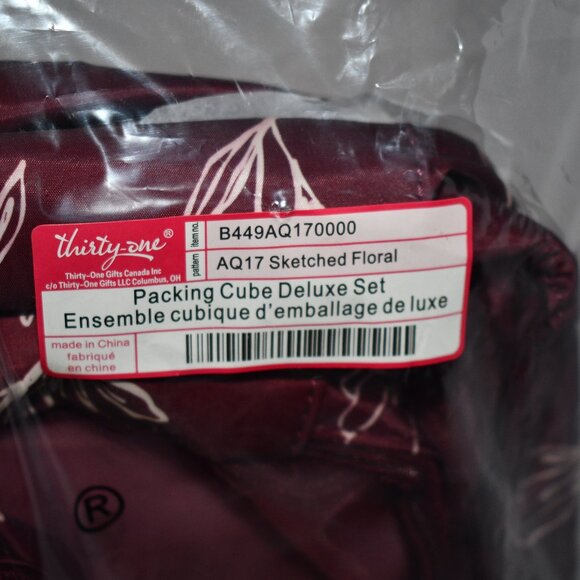 thirty-one®
Thirty-One Gifts Canada Inc
c/o Thirty-One Gifts LLC Columbus, OH
item no.
B449AQ170000
pattern
AQ17 Sketched Floral
Packing Cube Deluxe Set
Ensemble cubique d'emballage de luxe
made in China
fabriqué
en chine
®